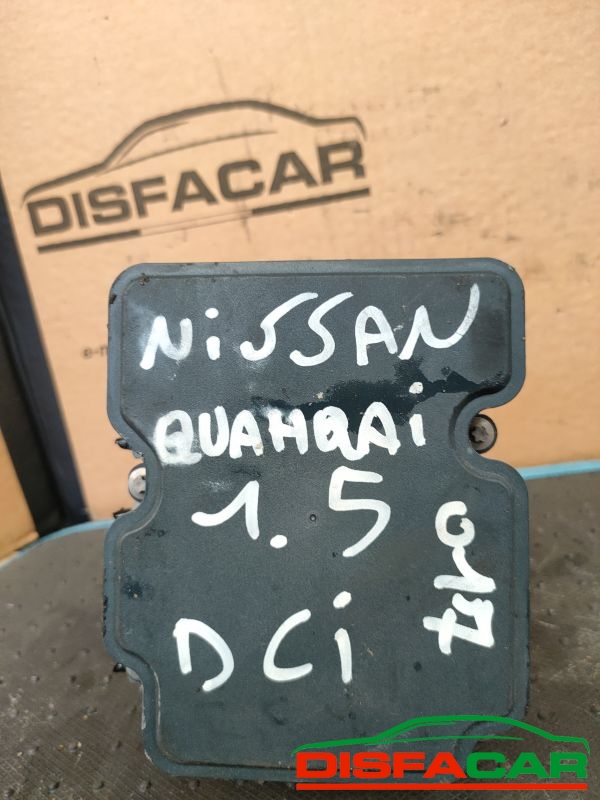 DISFACAR
NiSSAN
QUAHQAi
1.5
DCi
DISFACAR